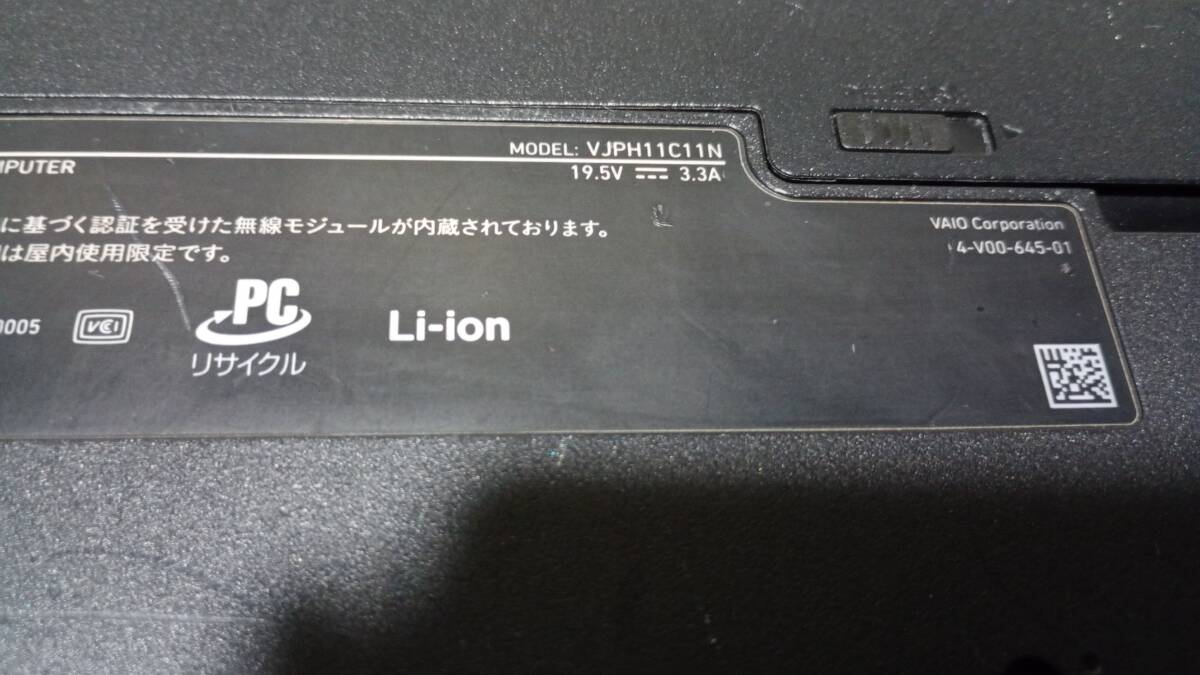 MODEL: VJPH11C11N
MPUTER
19.5V ⎓ 3.3A
に基づく認証を受けた無線モジュールが内蔵されております。
は屋内使用限定です。
VAIO Corporation
4-V00-645-01
0005
VCCI
PC
リサイクル
Li-ion